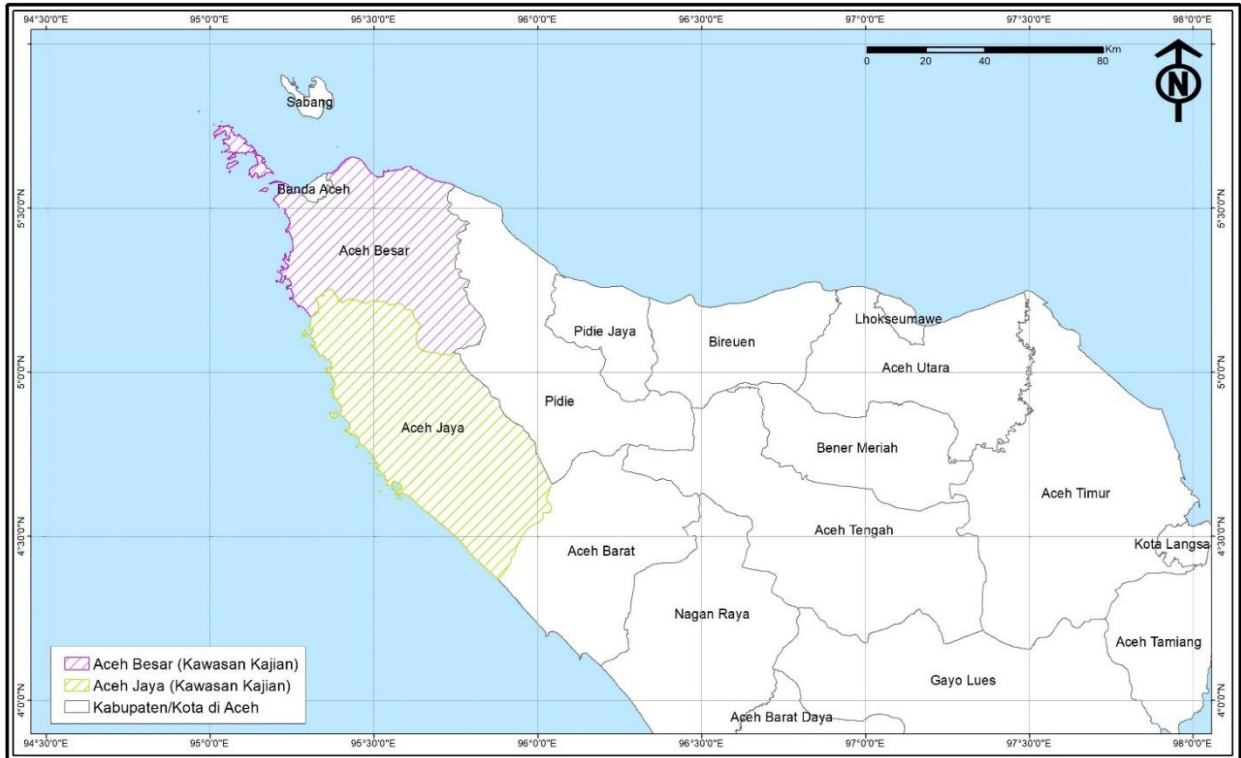 94°30'0"E 95°0'0"E 95°30'0"E 96°0'0"E 96°30'0"E 97°0'0"E 97°30'0"E 98°0'0"E
Km
0 20 40 80
N
Sabang
Banda Aceh
5°30'0"N 5°30'0"N
Aceh Besar
Lhokseumawe
Pidie Jaya
Bireuen
Aceh Utara
5°0'0"N 5°0'0"N
Pidie
Aceh Jaya
Bener Meriah
Aceh Timur
Aceh Tengah
4°30'0"N 4°30'0"N
Kota Langsa
Aceh Barat
Nagan Raya
Aceh Tamiang
Gayo Lues
4°0'0"N 4°0'0"N
Aceh Barat Daya
Aceh Besar (Kawasan Kajian)
Aceh Jaya (Kawasan Kajian)
Kabupaten/Kota di Aceh
94°30'0"E 95°0'0"E 95°30'0"E 96°0'0"E 96°30'0"E 97°0'0"E 97°30'0"E 98°0'0"E